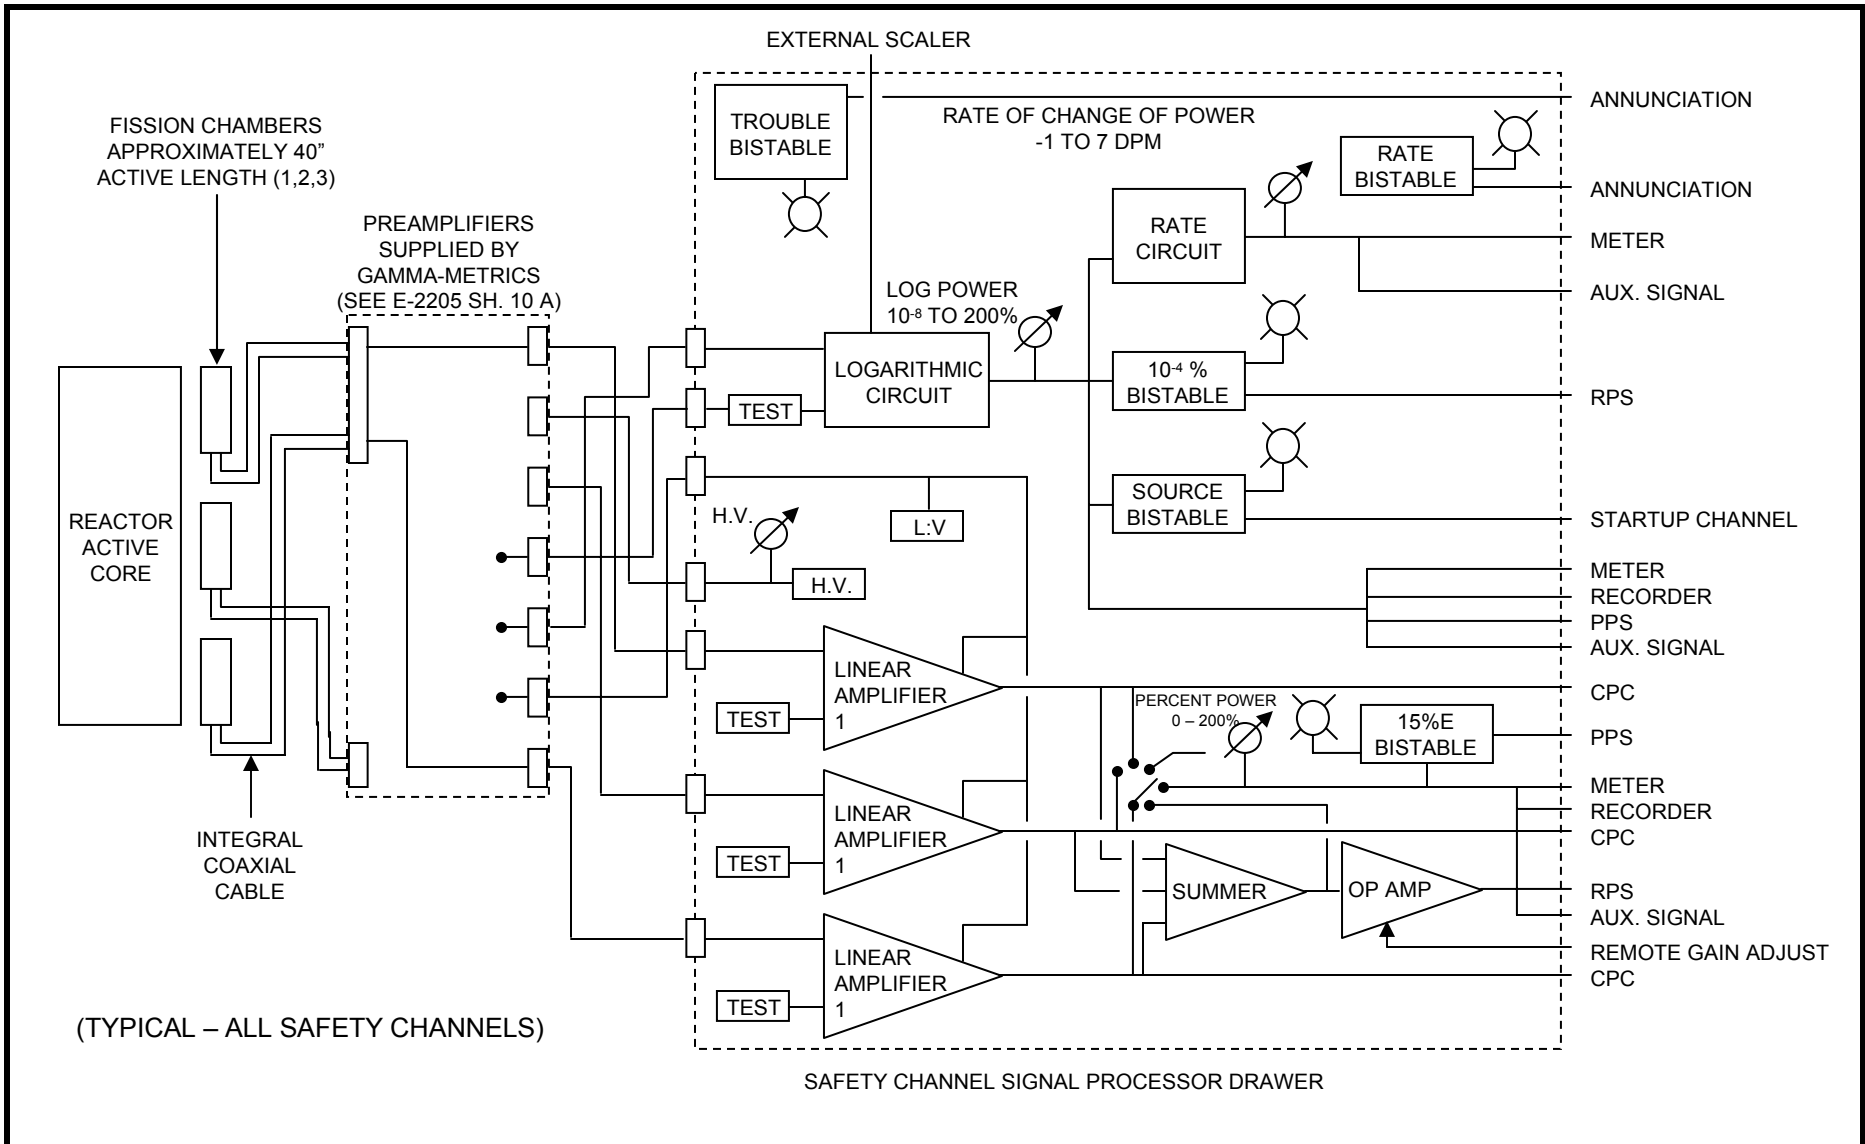 EXTERNAL SCALER
FISSION CHAMBERS
APPROXIMATELY 40”
ACTIVE LENGTH (1,2,3)
PREAMPLIFIERS
SUPPLIED BY
GAMMA-METRICS
(SEE E-2205 SH. 10 A)
REACTOR
ACTIVE
CORE
INTEGRAL
COAXIAL
CABLE
(TYPICAL – ALL SAFETY CHANNELS)
TROUBLE
BISTABLE
RATE OF CHANGE OF POWER
-1 TO 7 DPM
RATE
BISTABLE
RATE
CIRCUIT
LOG POWER
10-8 TO 200%
LOGARITHMIC
CIRCUIT
TEST
10-4 %
BISTABLE
SOURCE
BISTABLE
L:V
H.V.
H.V.
LINEAR
AMPLIFIER
1
TEST
PERCENT POWER
0 – 200%
15%E
BISTABLE
LINEAR
AMPLIFIER
1
TEST
SUMMER
OP AMP
LINEAR
AMPLIFIER
1
TEST
ANNUNCIATION
ANNUNCIATION
METER
AUX. SIGNAL
RPS
STARTUP CHANNEL
METER
RECORDER
PPS
AUX. SIGNAL
CPC
PPS
METER
RECORDER
CPC
RPS
AUX. SIGNAL
REMOTE GAIN ADJUST
CPC
SAFETY CHANNEL SIGNAL PROCESSOR DRAWER